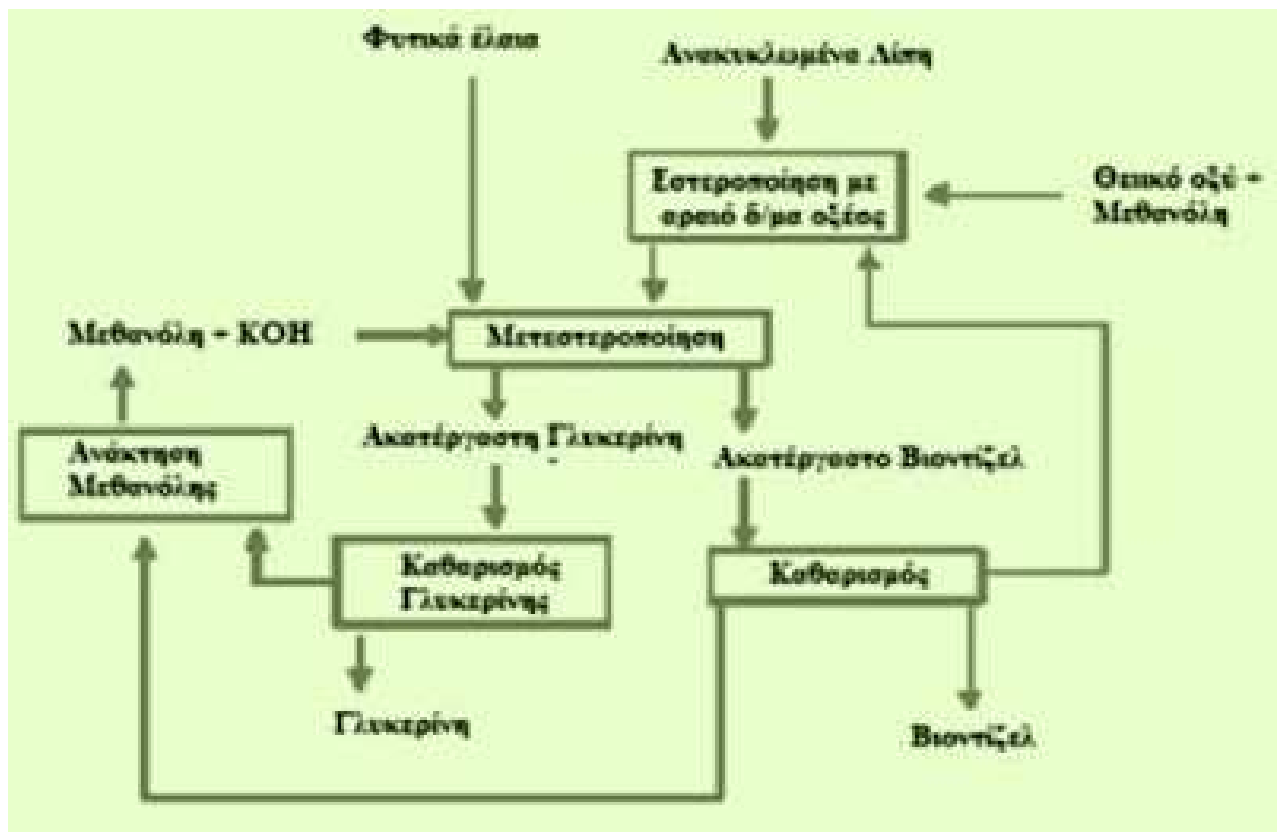 Φυτικά έλαια
Ανακυκλωμένα Λίπη
Εστεροποίηση με
αραιό δ/μα οξέος
Θειικό οξύ +
Μεθανόλη
Μεθανόλη + ΚΟΗ
Μετεστεροποίηση
Ακατέργαστη Γλυκερίνη
Ακατέργαστο Βιοντίζελ
Ανάκτηση
Μεθανόλης
Καθαρισμός
Γλυκερίνης
Καθαρισμός
Γλυκερίνη
Βιοντίζελ